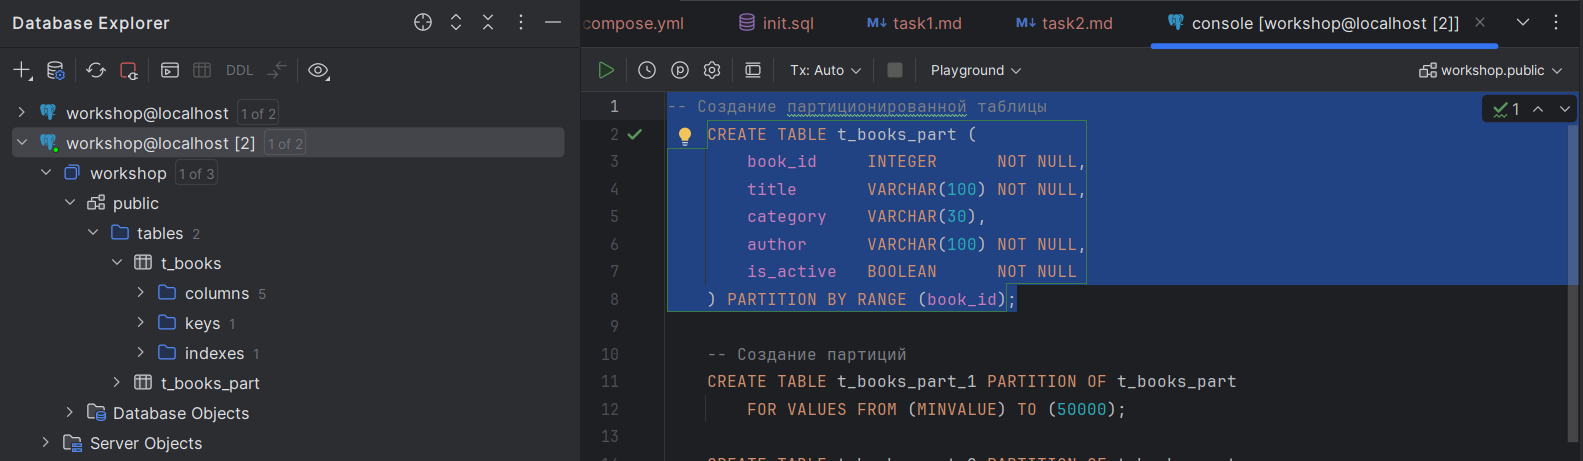 Database Explorer
compose.yml
init.sql
M↓ task1.md
M↓ task2.md
console [workshop@localhost [2]]
DDL
Tx: Auto
Playground
workshop.public
workshop@localhost 1 of 2
workshop@localhost [2] 1 of 2
workshop 1 of 3
public
tables 2
t_books
columns 5
keys 1
indexes 1
t_books_part
Database Objects
Server Objects
1
1 -- Создание партиционированной таблицы
2 CREATE TABLE t_books_part (
3 book_id INTEGER NOT NULL,
4 title VARCHAR(100) NOT NULL,
5 category VARCHAR(30),
6 author VARCHAR(100) NOT NULL,
7 is_active BOOLEAN NOT NULL
8 ) PARTITION BY RANGE (book_id);
9
10 -- Создание партиций
11 CREATE TABLE t_books_part_1 PARTITION OF t_books_part
12 FOR VALUES FROM (MINVALUE) TO (50000);
13